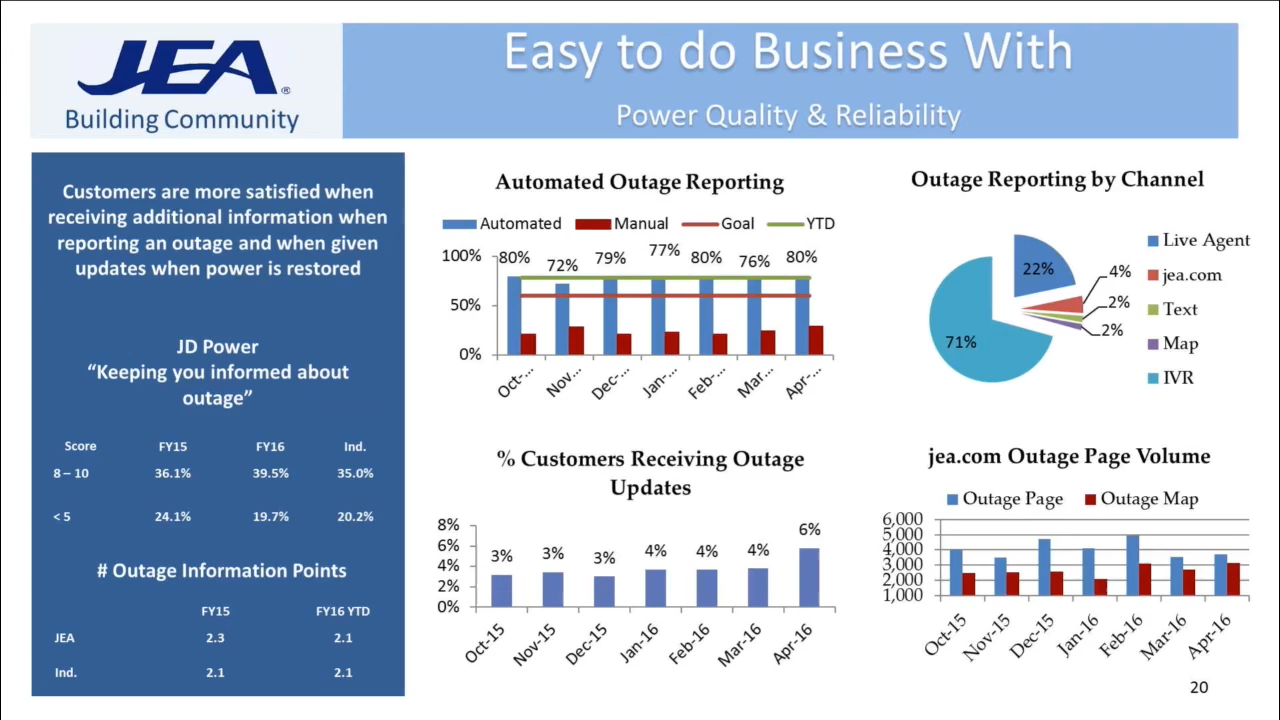 JEA®
Building Community
Easy to do Business With
Power Quality & Reliability
Customers are more satisfied when
receiving additional information when
reporting an outage and when given
updates when power is restored
JD Power
“Keeping you informed about
outage”
Score FY15 FY16 Ind.
8 – 10 36.1% 39.5% 35.0%
< 5 24.1% 19.7% 20.2%
# Outage Information Points
FY15 FY16 YTD
JEA 2.3 2.1
Ind. 2.1 2.1
Automated Outage Reporting
Automated Manual Goal YTD
100%
50%
0%
80% 72% 79% 77% 80% 76% 80%
Oct-... Nov... Dec-... Jan-... Feb-... Mar... Apr-...
Outage Reporting by Channel
22%
4%
2%
2%
71%
Live Agent
jea.com
Text
Map
IVR
% Customers Receiving Outage
Updates
8%
6%
4%
2%
0%
3% 3% 3% 4% 4% 4% 6%
Oct-15 Nov-15 Dec-15 Jan-16 Feb-16 Mar-16 Apr-16
jea.com Outage Page Volume
Outage Page Outage Map
6,000
5,000
4,000
3,000
2,000
1,000
Oct-15 Nov-15 Dec-15 Jan-16 Feb-16 Mar-16 Apr-16
20